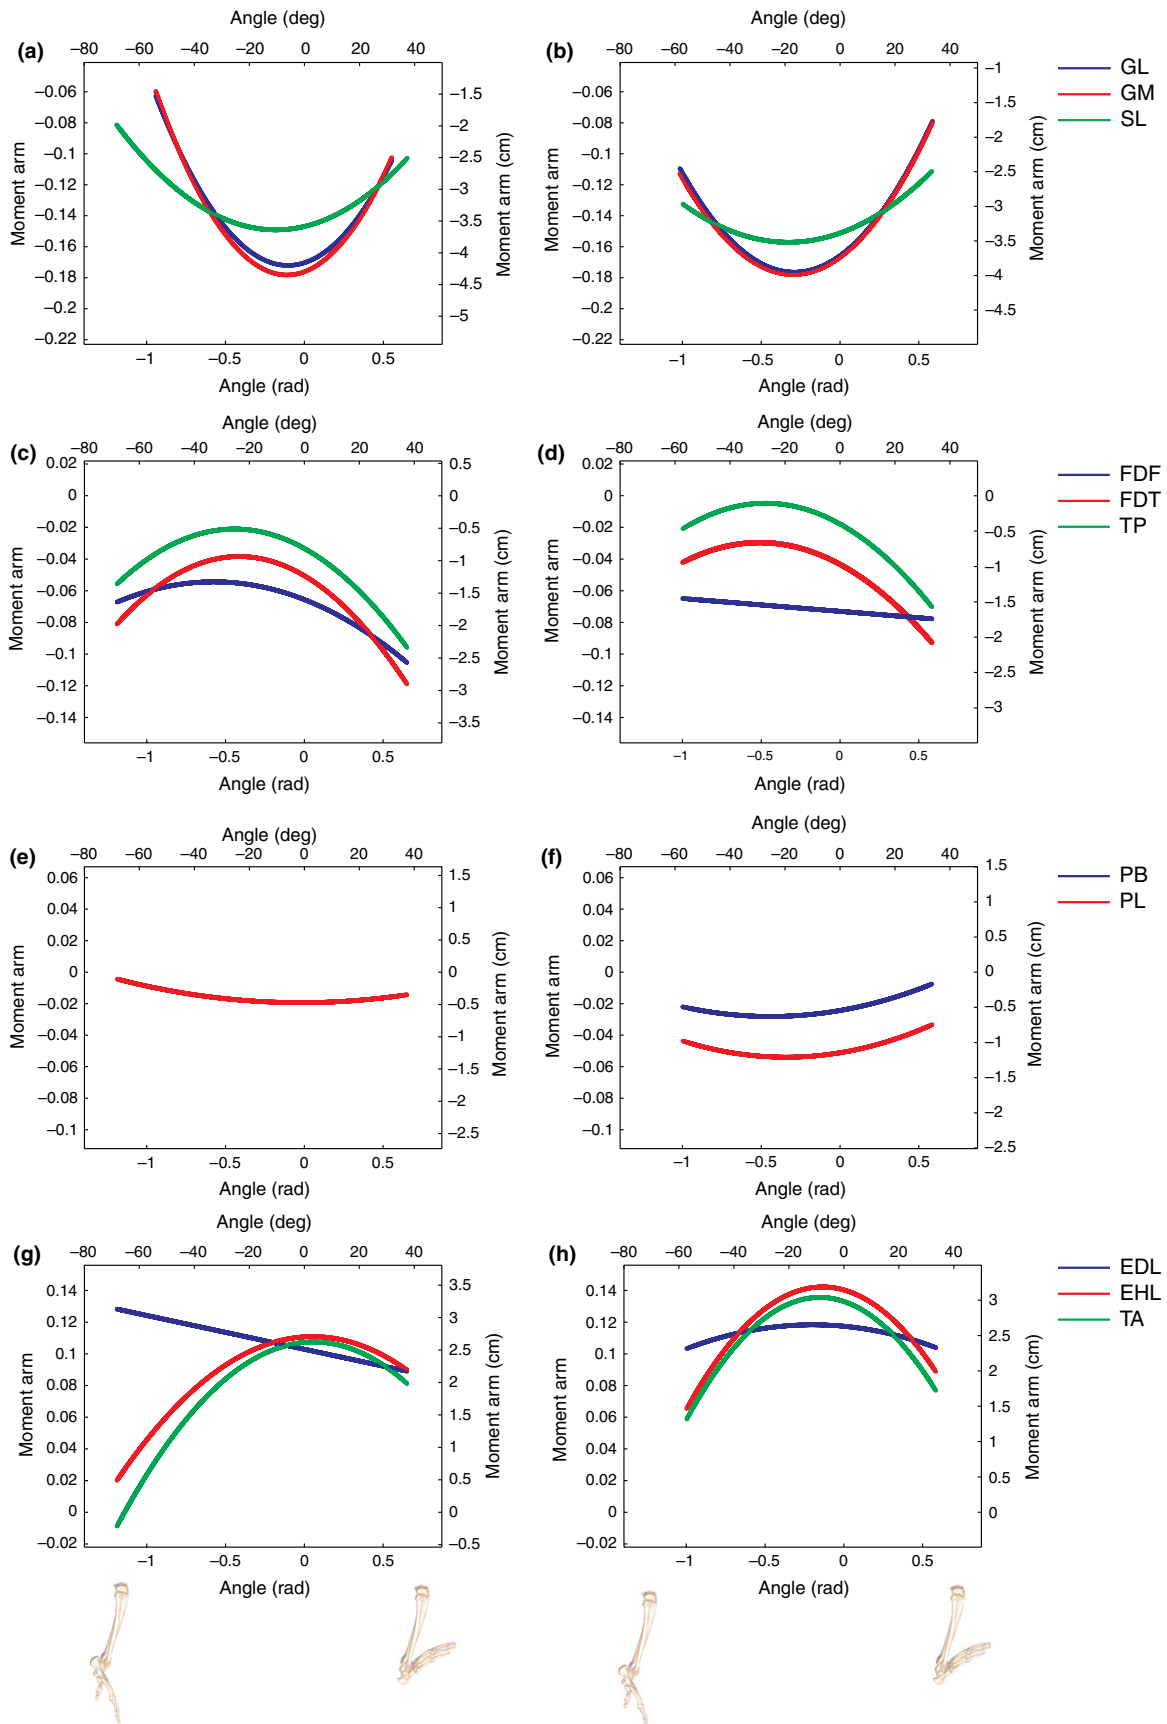 Angle (deg)
(a) –80 –60 –40 –20 0 20 40
Moment arm
–0.06
–0.08
–0.1
–0.12
–0.14
–0.16
–0.18
–0.2
–0.22
–1.5
–2
–2.5
–3
–3.5
–4
–4.5
–5
Moment arm (cm)
–1 –0.5 0 0.5
Angle (rad)
Angle (deg)
(b) –80 –60 –40 –20 0 20 40
Moment arm
–0.06
–0.08
–0.1
–0.12
–0.14
–0.16
–0.18
–0.2
–0.22
–1
–1.5
–2
–2.5
–3
–3.5
–4
–4.5
Moment arm (cm)
–1 –0.5 0 0.5
Angle (rad)
GL
GM
SL
Angle (deg)
(c) –80 –60 –40 –20 0 20 40
Moment arm
0.02
0
–0.02
–0.04
–0.06
–0.08
–0.1
–0.12
–0.14
0.5
0
–0.5
–1
–1.5
–2
–2.5
–3
–3.5
Moment arm (cm)
–1 –0.5 0 0.5
Angle (rad)
Angle (deg)
(d) –80 –60 –40 –20 0 20 40
Moment arm
0.02
0
–0.02
–0.04
–0.06
–0.08
–0.1
–0.12
–0.14
0
–0.5
–1
–1.5
–2
–2.5
–3
Moment arm (cm)
–1 –0.5 0 0.5
Angle (rad)
FDF
FDT
TP
Angle (deg)
(e) –80 –60 –40 –20 0 20 40
Moment arm
0.06
0.04
0.02
0
–0.02
–0.04
–0.06
–0.08
–0.1
1.5
1
0.5
0
–0.5
–1
–1.5
–2
–2.5
Moment arm (cm)
–1 –0.5 0 0.5
Angle (rad)
Angle (deg)
(f) –80 –60 –40 –20 0 20 40
Moment arm
0.06
0.04
0.02
0
–0.02
–0.04
–0.06
–0.08
–0.1
1.5
1
0.5
0
–0.5
–1
–1.5
–2
–2.5
Moment arm (cm)
–1 –0.5 0 0.5
Angle (rad)
PB
PL
Angle (deg)
(g) –80 –60 –40 –20 0 20 40
Moment arm
0.14
0.12
0.1
0.08
0.06
0.04
0.02
0
–0.02
3.5
3
2.5
2
1.5
1
0.5
0
–0.5
Moment arm (cm)
–1 –0.5 0 0.5
Angle (rad)
Angle (deg)
(h) –80 –60 –40 –20 0 20 40
Moment arm
0.14
0.12
0.1
0.08
0.06
0.04
0.02
0
–0.02
3
2.5
2
1.5
1
0.5
0
Moment arm (cm)
–1 –0.5 0 0.5
Angle (rad)
EDL
EHL
TA